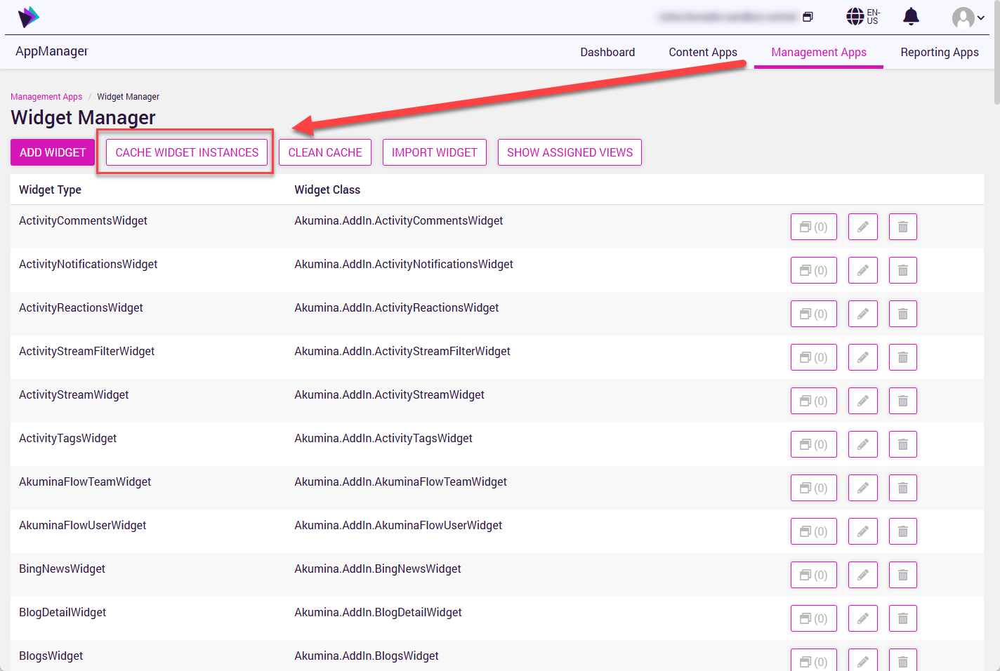 EN-
US
AppManager
Dashboard
Content Apps
Management Apps
Reporting Apps
Management Apps / Widget Manager
Widget Manager
ADD WIDGET
CACHE WIDGET INSTANCES
CLEAN CACHE
IMPORT WIDGET
SHOW ASSIGNED VIEWS
Widget Type Widget Class
ActivityCommentsWidget Akumina.AddIn.ActivityCommentsWidget (0)
ActivityNotificationsWidget Akumina.AddIn.ActivityNotificationsWidget (0)
ActivityReactionsWidget Akumina.AddIn.ActivityReactionsWidget (0)
ActivityStreamFilterWidget Akumina.AddIn.ActivityStreamFilterWidget (0)
ActivityStreamWidget Akumina.AddIn.ActivityStreamWidget (0)
ActivityTagsWidget Akumina.AddIn.ActivityTagsWidget (0)
AkuminaFlowTeamWidget Akumina.AddIn.AkuminaFlowTeamWidget (0)
AkuminaFlowUserWidget Akumina.AddIn.AkuminaFlowUserWidget (0)
BingNewsWidget Akumina.AddIn.BingNewsWidget (0)
BlogDetailWidget Akumina.AddIn.BlogDetailWidget (0)
BlogsWidget Akumina.AddIn.BlogsWidget (0)